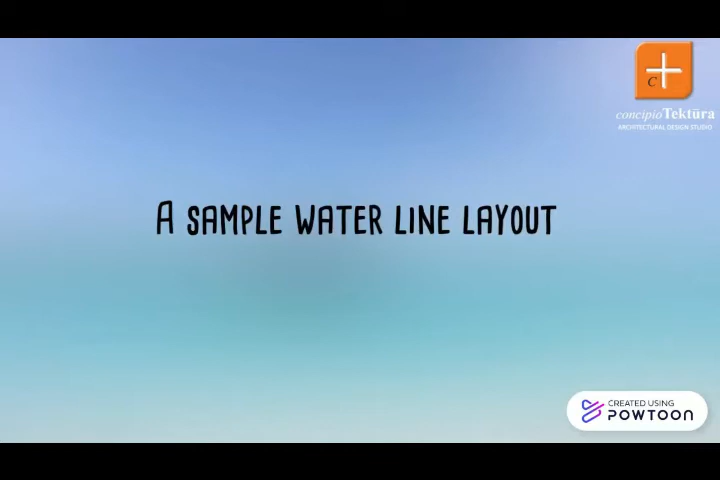 C
concipioTektūra
ARCHITECTURAL DESIGN STUDIO
A SAMPLE WATER LINE LAYOUT
CREATED USING
POWTOON